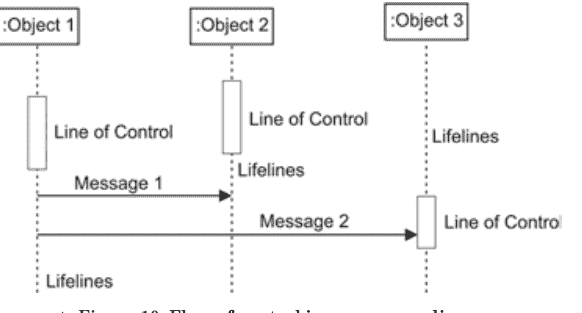 :Object 1
:Object 2
:Object 3
Line of Control
Line of Control
Lifelines
Lifelines
Message 1
Message 2
Line of Control
Lifelines